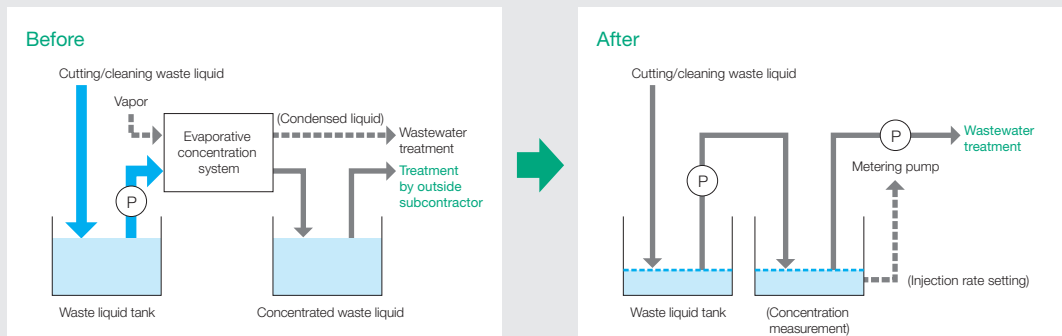 Before
Cutting/cleaning waste liquid
Vapor
Evaporative
concentration
system
(Condensed liquid)
Wastewater
treatment
Treatment
by outside
subcontractor
P
Waste liquid tank
Concentrated waste liquid
After
Cutting/cleaning waste liquid
P
P
Wastewater
treatment
Metering pump
(Injection rate setting)
Waste liquid tank
(Concentration
measurement)